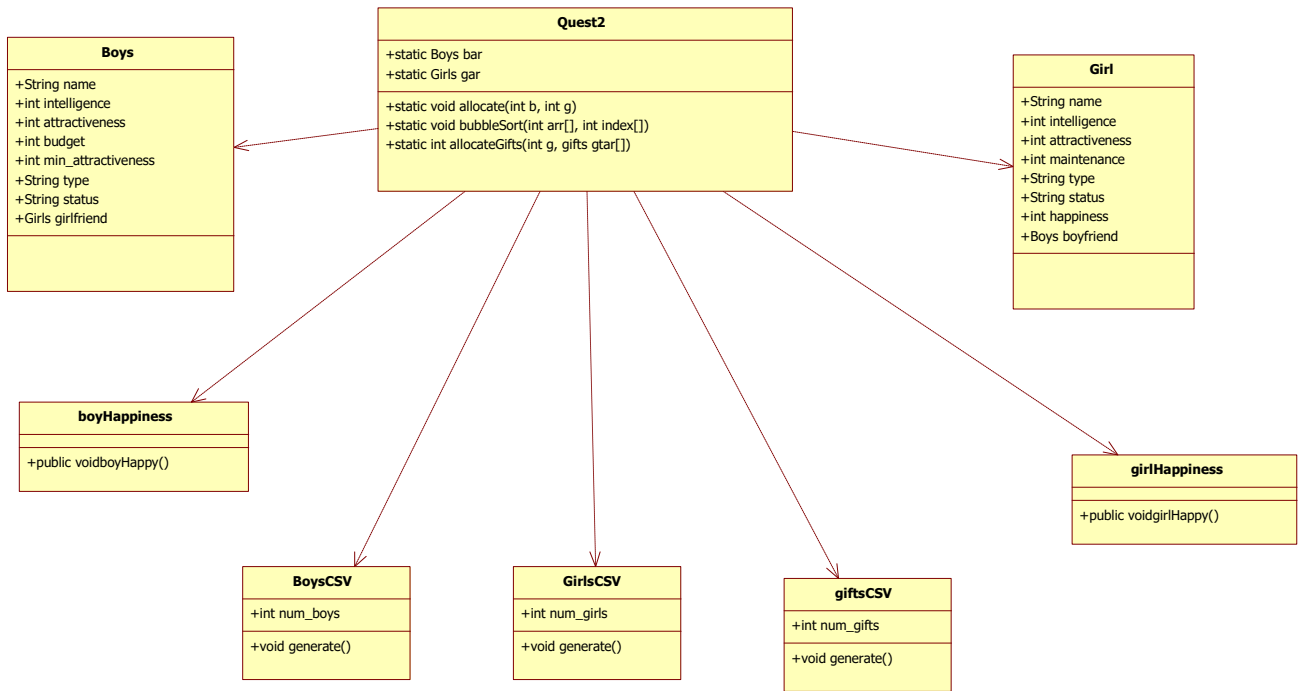 Quest2
+static Boys bar
+static Girls gar
+static void allocate(int b, int g)
+static void bubbleSort(int arr[], int index[])
+static int allocateGifts(int g, gifts gtar[])
Boys
+String name
+int intelligence
+int attractiveness
+int budget
+int min_attractiveness
+String type
+String status
+Girls girlfriend
Girl
+String name
+int intelligence
+int attractiveness
+int maintenance
+String type
+String status
+int happiness
+Boys boyfriend
boyHappiness
+public voidboyHappy()
girlHappiness
+public voidgirlHappy()
BoysCSV
+int num_boys
+void generate()
GirlsCSV
+int num_girls
+void generate()
giftsCSV
+int num_gifts
+void generate()